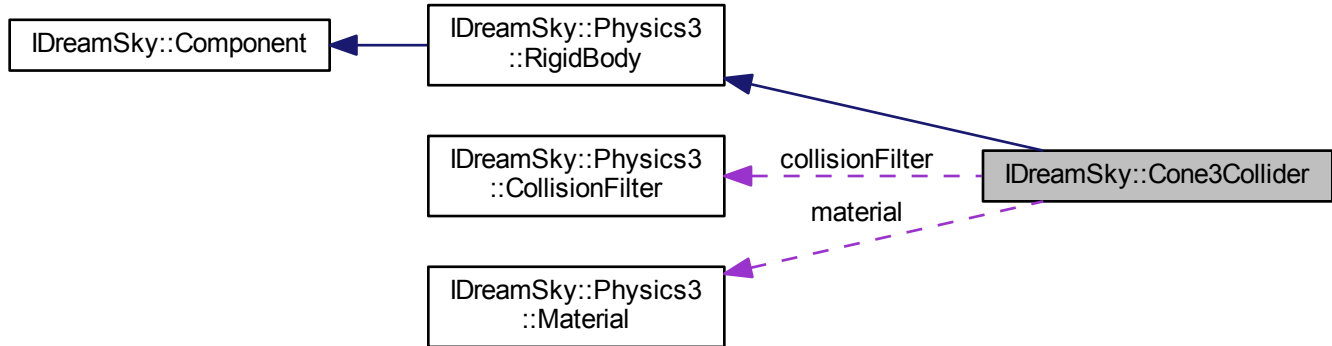 IDreamSky::Component
IDreamSky::Physics3
::RigidBody
IDreamSky::Physics3
::CollisionFilter
collisionFilter
IDreamSky::Cone3Collider
material
IDreamSky::Physics3
::Material